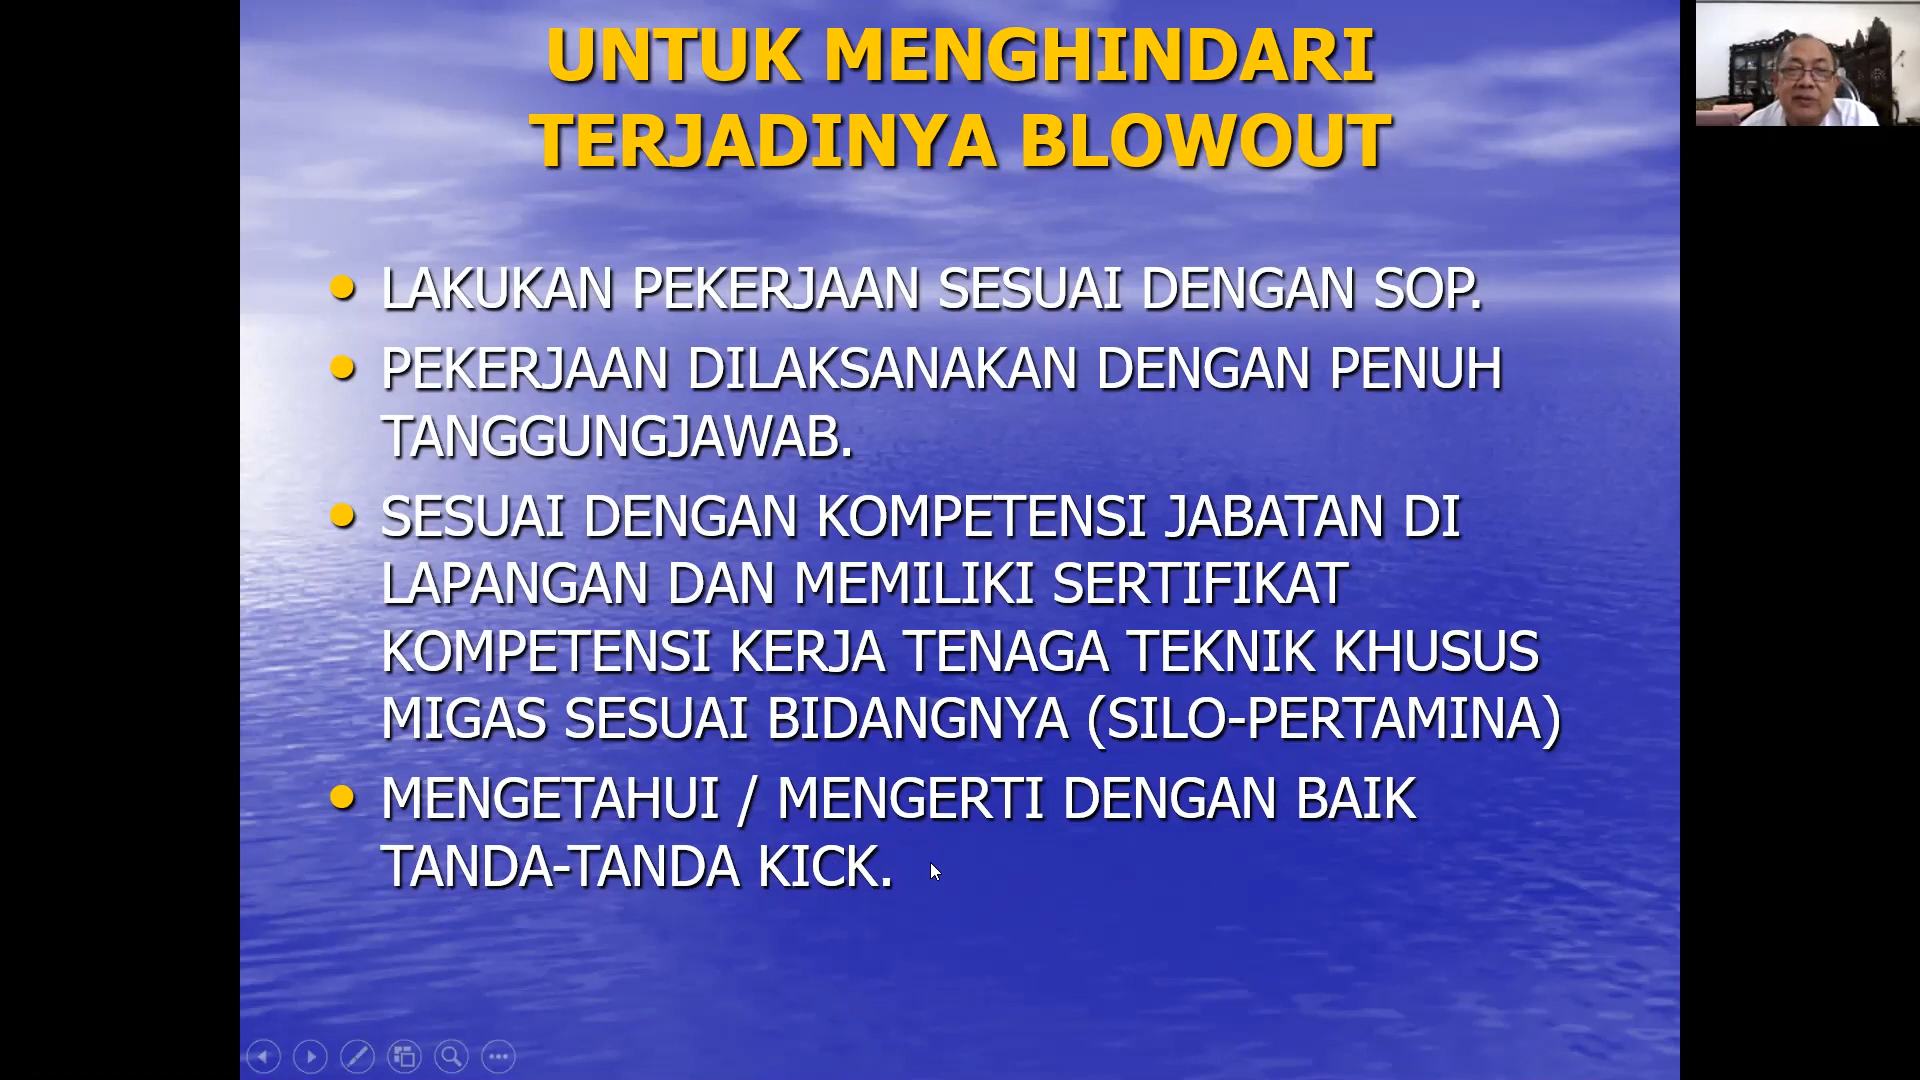 UNTUK MENGHINDARI
TERJADINYA BLOWOUT
LAKUKAN PEKERJAAN SESUAI DENGAN SOP.
PEKERJAAN DILAKSANAKAN DENGAN PENUH
TANGGUNGJAWAB.
SESUAI DENGAN KOMPETENSI JABATAN DI
LAPANGAN DAN MEMILIKI SERTIFIKAT
KOMPETENSI KERJA TENAGA TEKNIK KHUSUS
MIGAS SESUAI BIDANGNYA (SILO-PERTAMINA)
MENGETAHUI / MENGERTI DENGAN BAIK
TANDA-TANDA KICK.